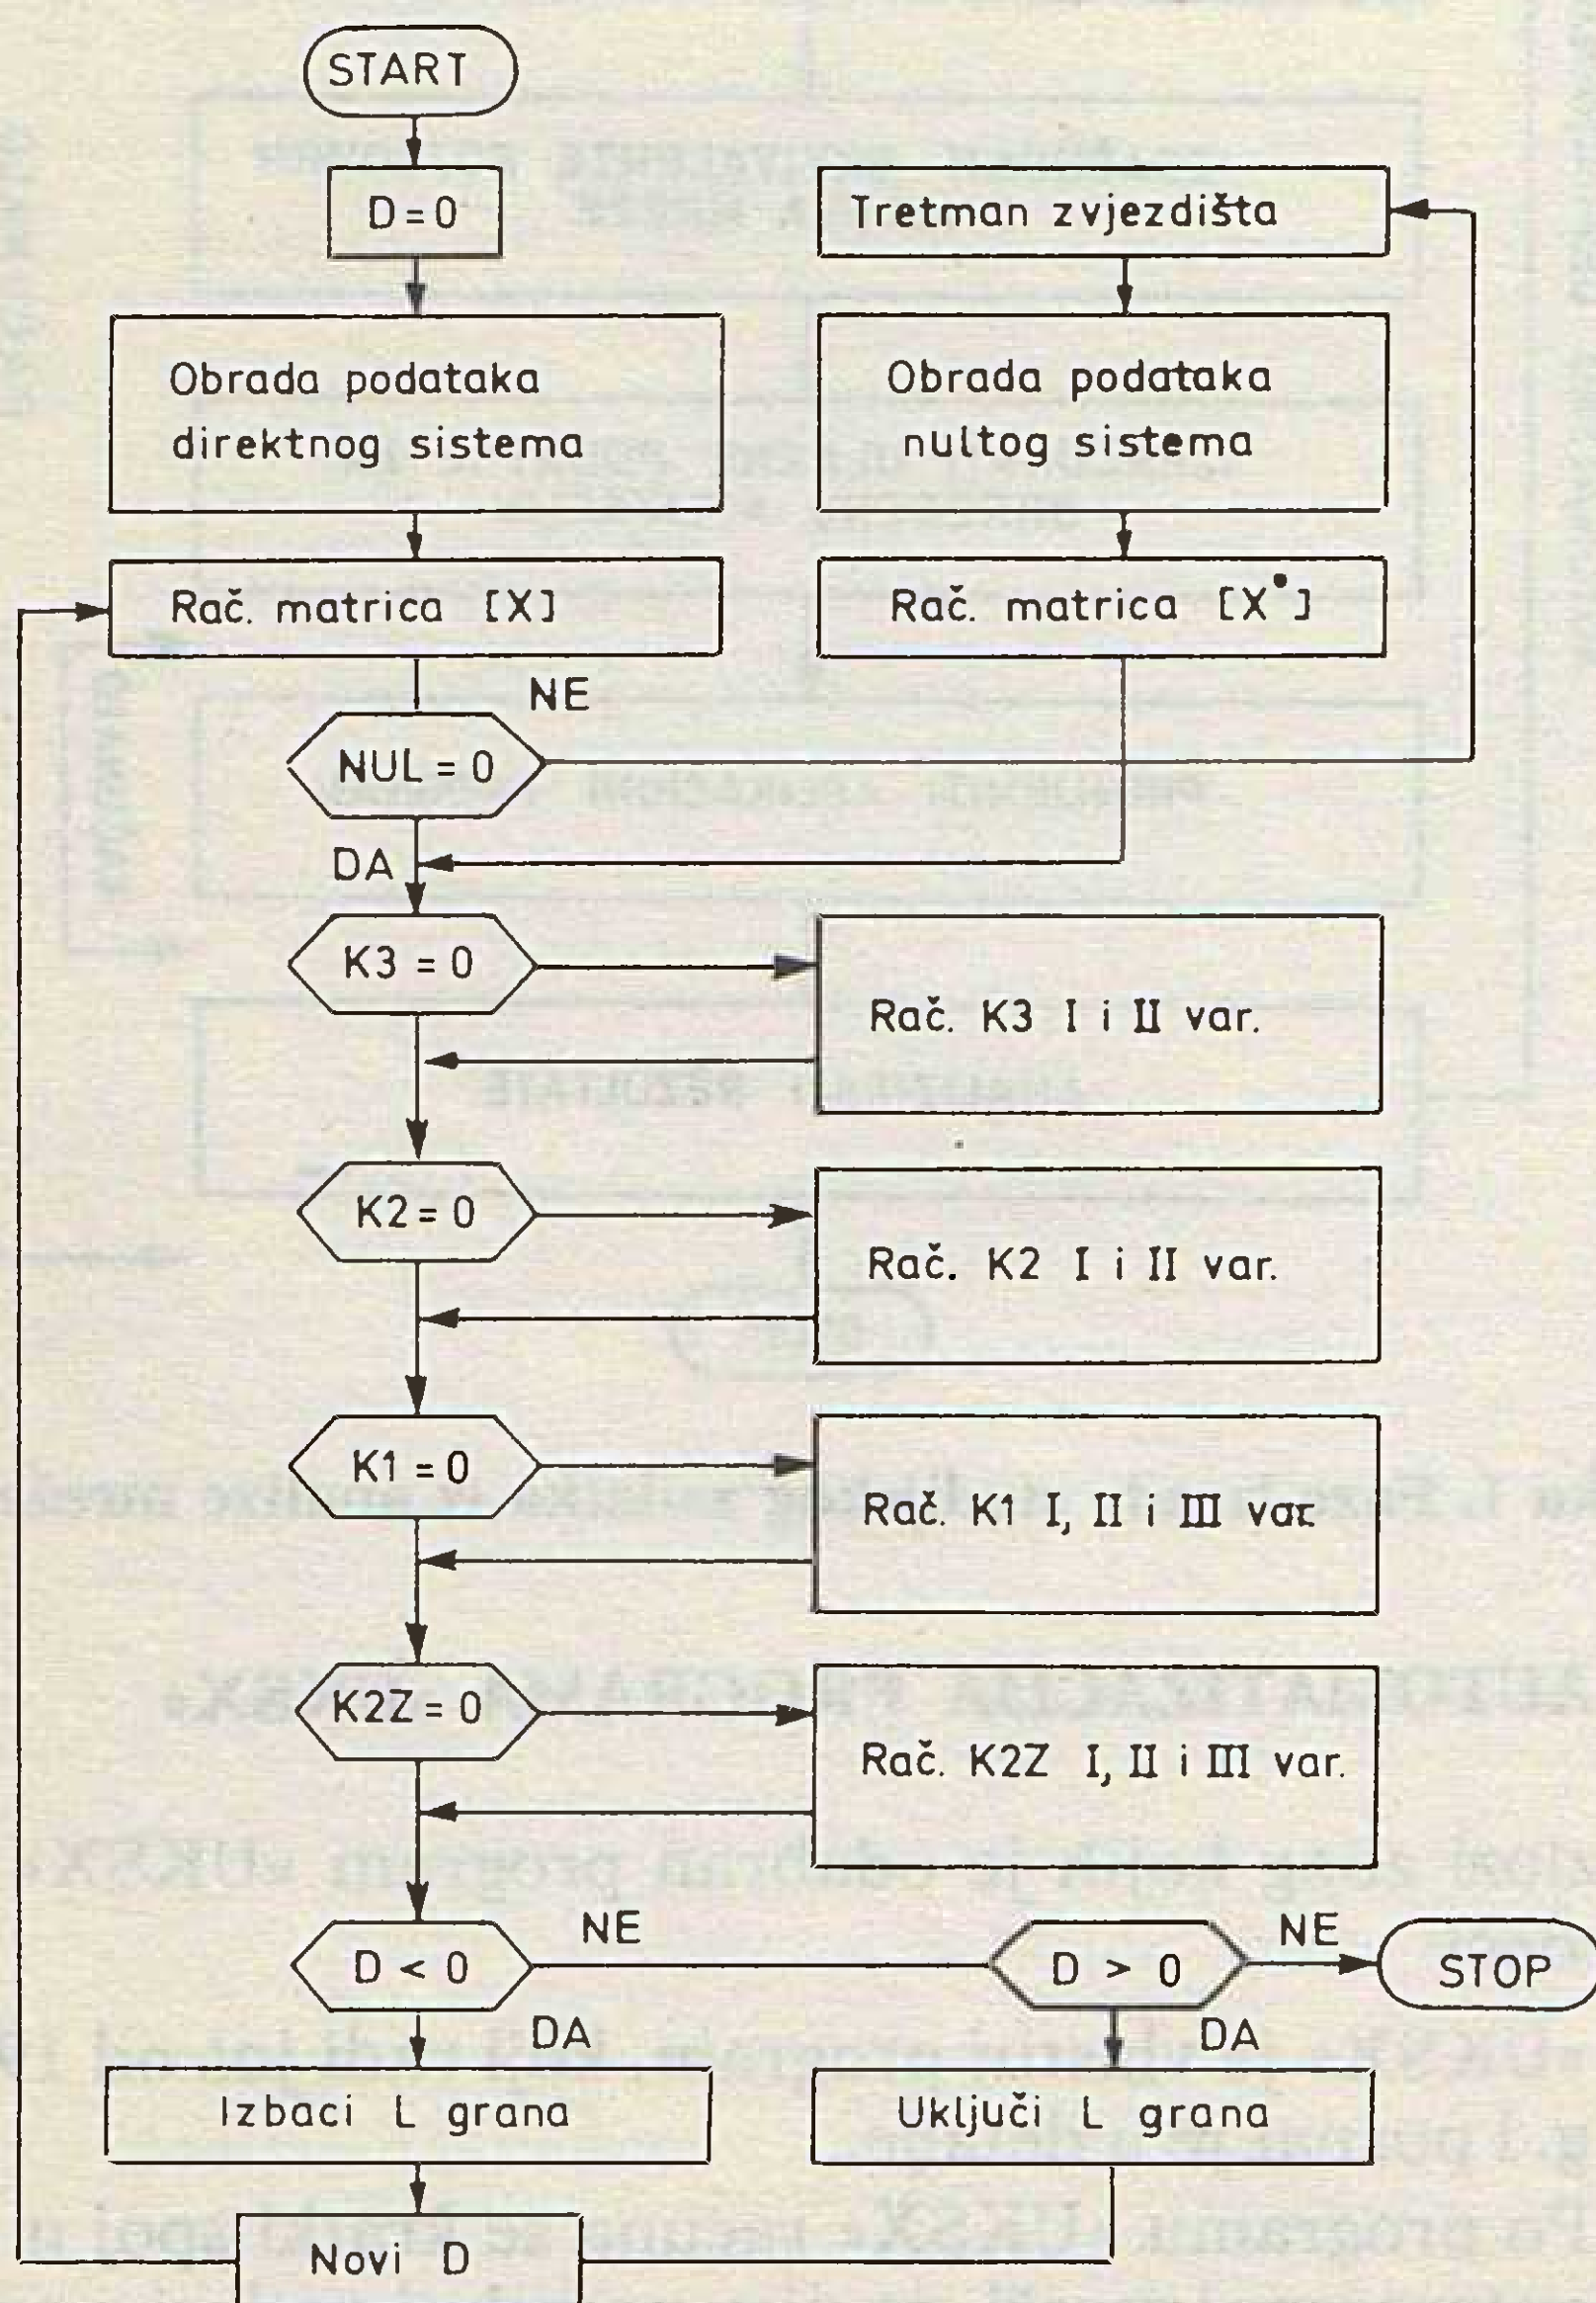 START
D = 0
Tretman zvjezdišta
Obrada podataka
direktnog sistema
Obrada podataka
nultog sistema
Rač. matrica [X]
Rač. matrica [X°]
NE
NUL = 0
DA
K3 = 0
Rač. K3 I i II var.
K2 = 0
Rač. K2 I i II var.
K1 = 0
Rač. K1 I, II i III var.
K2Z = 0
Rač. K2Z I, II i III var.
D < 0
NE
D > 0
NE
STOP
DA
DA
Izbaci L grana
Uključi L grana
Novi D